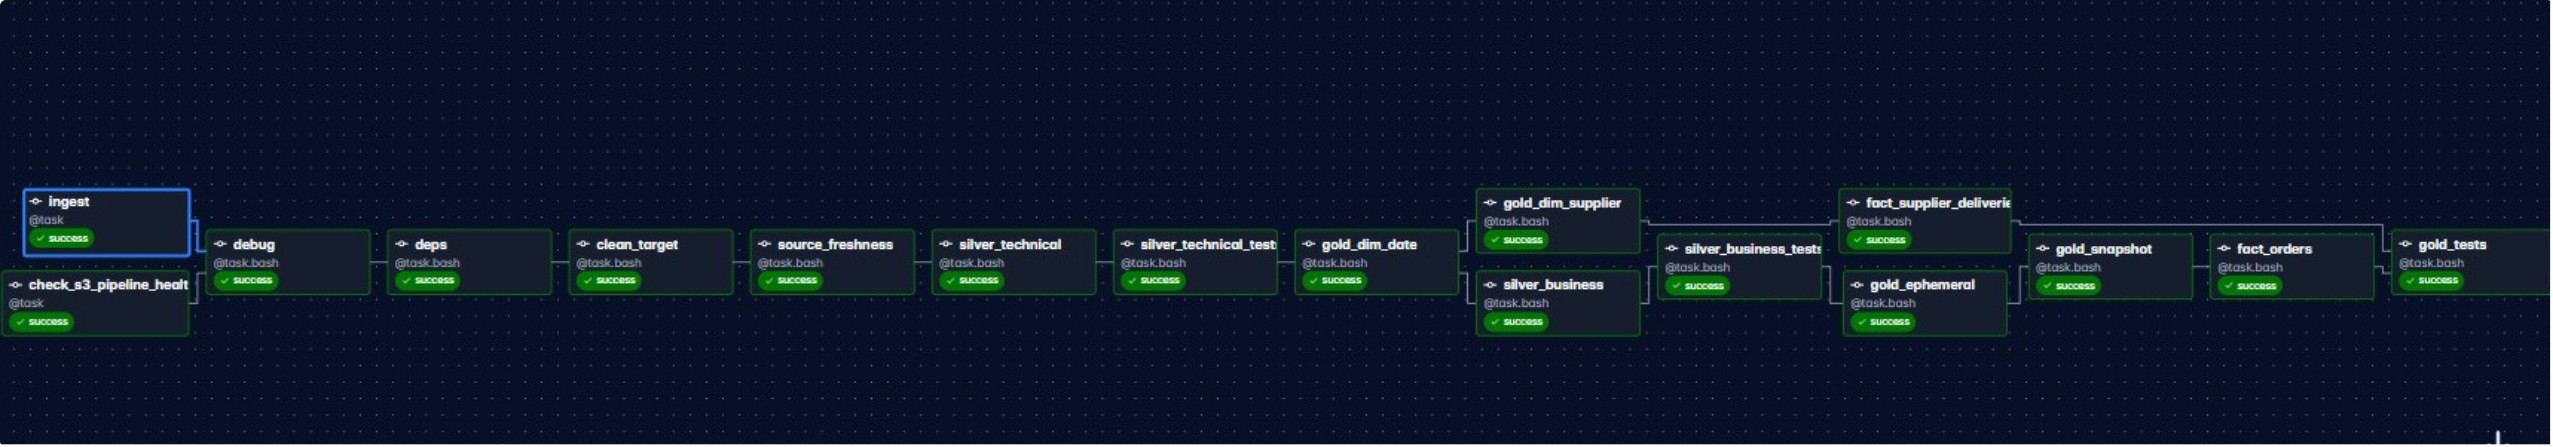 ingest
@task
success
check_s3_pipeline_healt
@task
success
debug
@task.bash
success
deps
@task.bash
success
clean_target
@task.bash
success
source_freshness
@task.bash
success
silver_technical
@task.bash
success
silver_technical_test
@task.bash
success
gold_dim_date
@task.bash
success
gold_dim_supplier
@task.bash
success
silver_business
@task.bash
success
silver_business_tests
@task.bash
success
fact_supplier_deliverie
@task.bash
success
gold_ephemeral
@task.bash
success
gold_snapshot
@task.bash
success
fact_orders
@task.bash
success
gold_tests
@task.bash
success